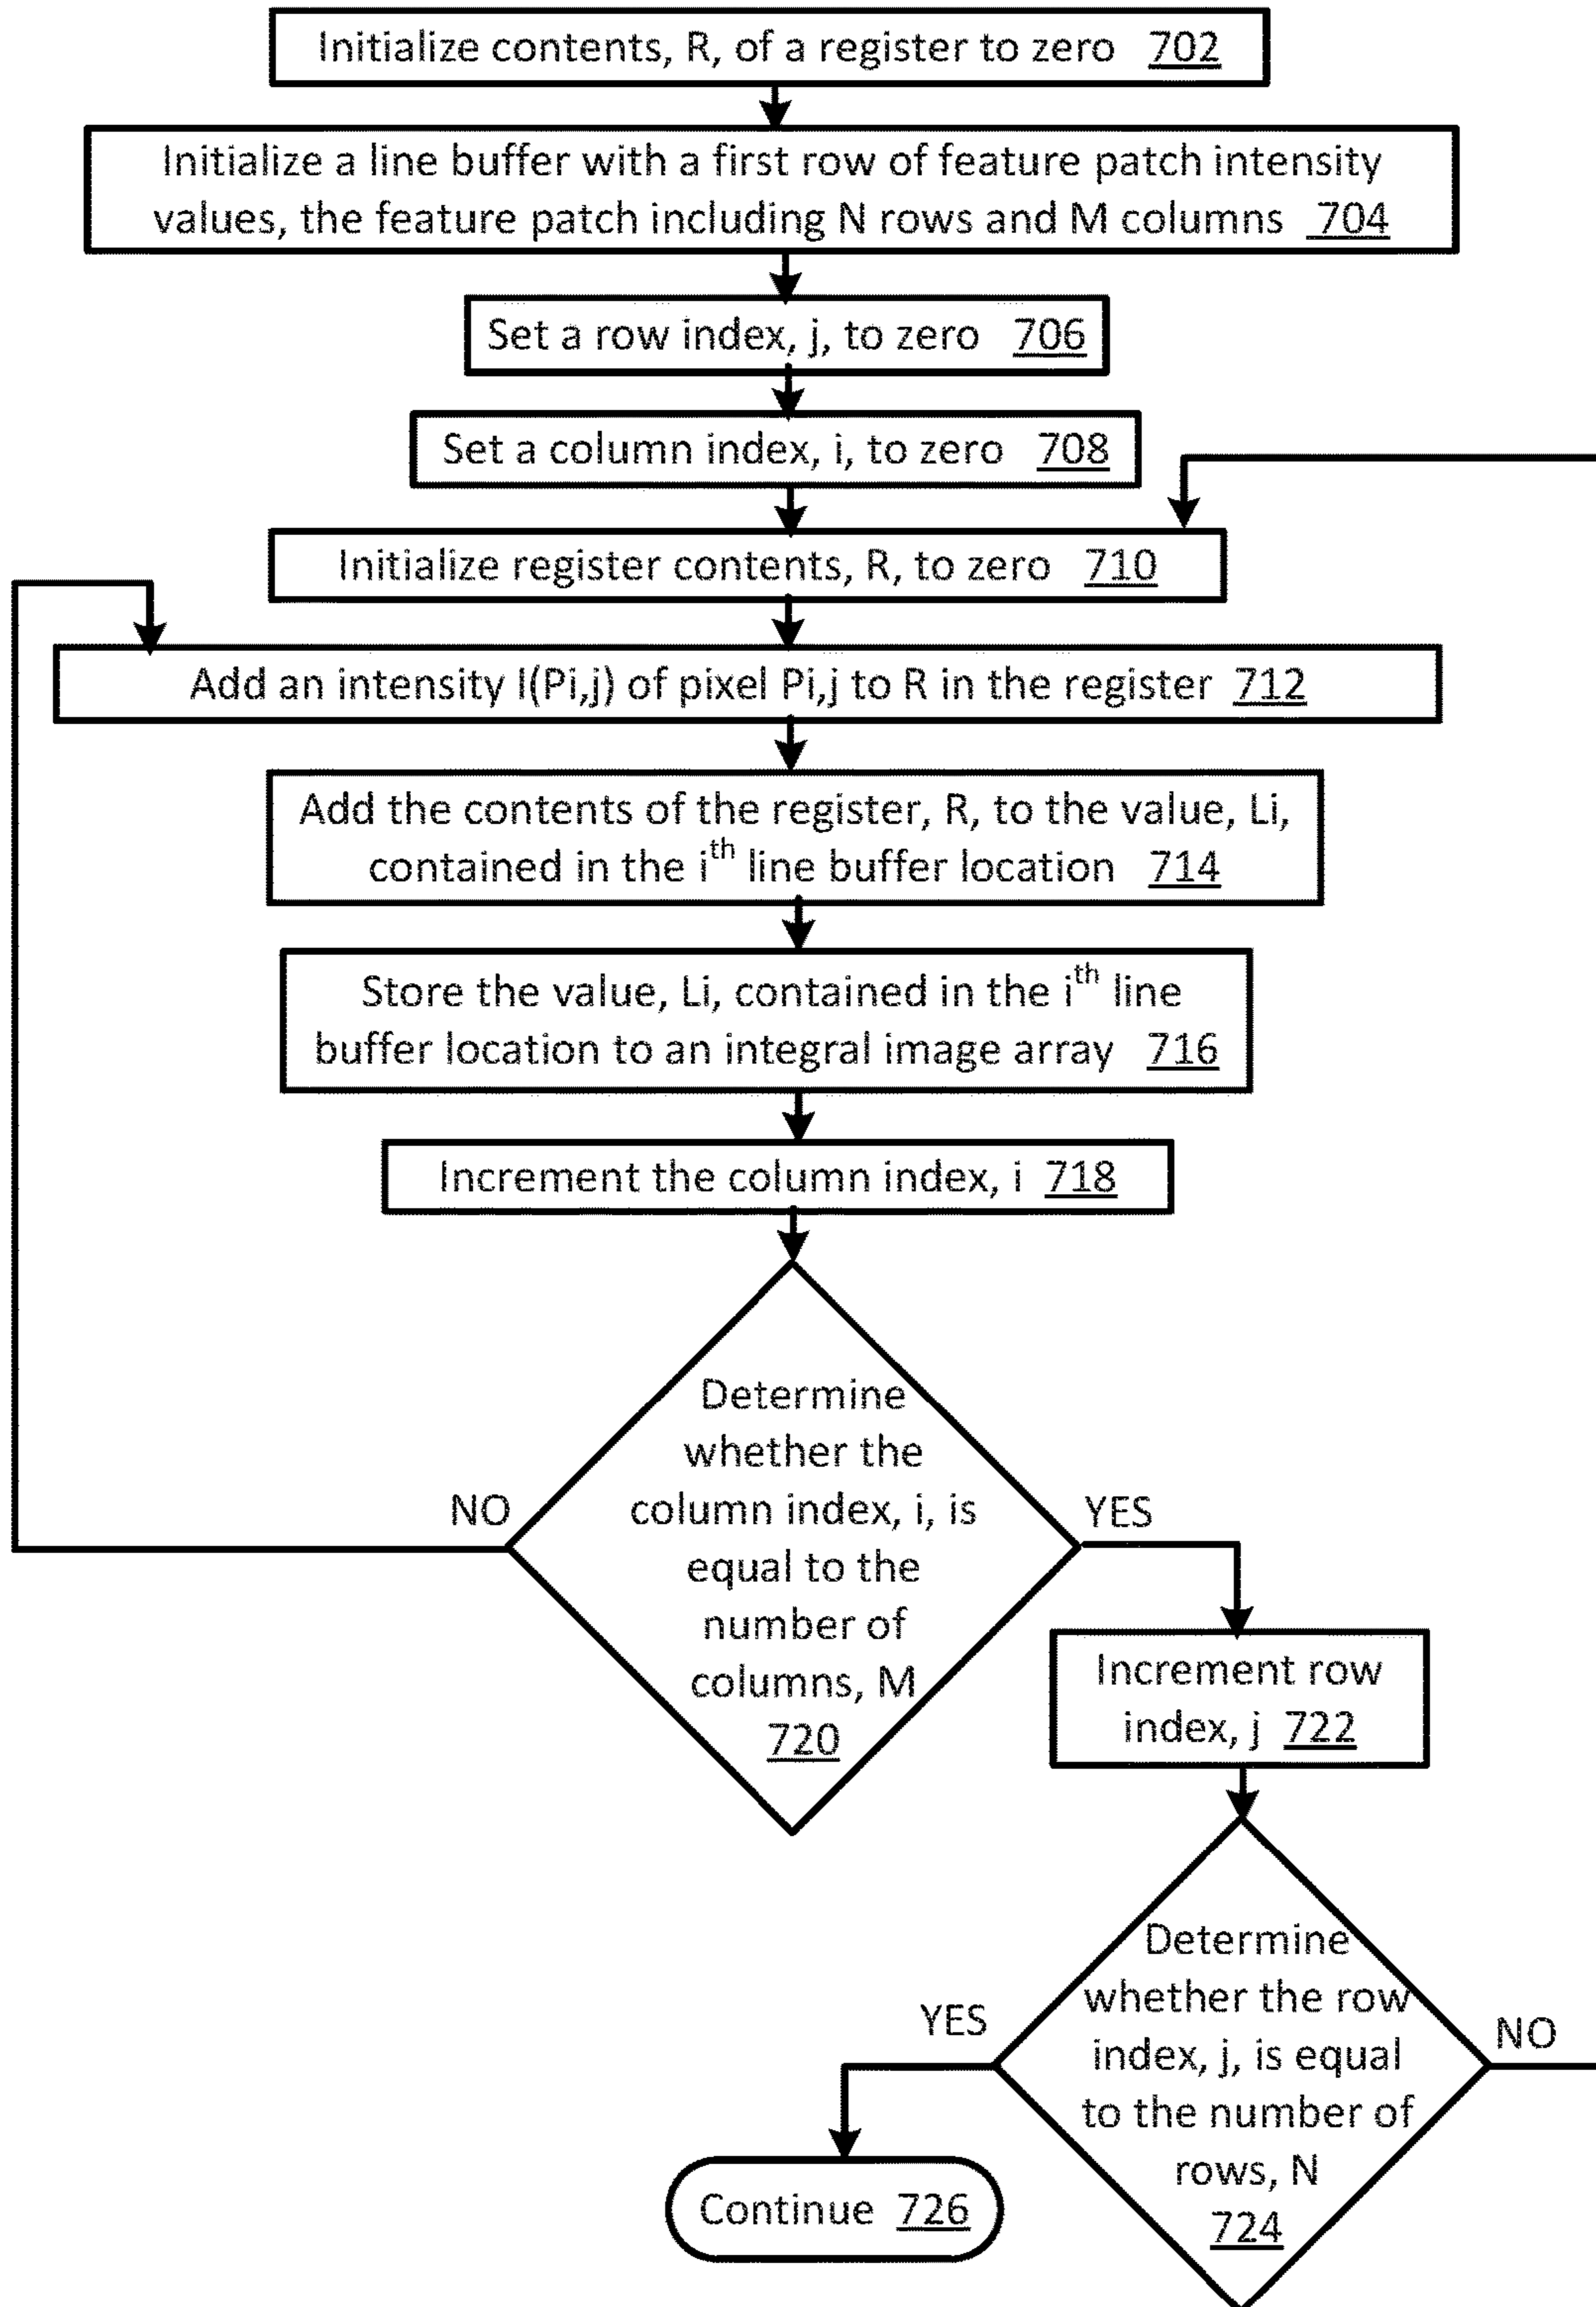 Initialize contents, R, of a register to zero 702
Initialize a line buffer with a first row of feature patch intensity
values, the feature patch including N rows and M columns 704
Set a row index, j, to zero 706
Set a column index, i, to zero 708
Initialize register contents, R, to zero 710
Add an intensity I(Pi,j) of pixel Pi,j to R in the register 712
Add the contents of the register, R, to the value, Li,
contained in the ith line buffer location 714
Store the value, Li, contained in the ith line
buffer location to an integral image array 716
Increment the column index, i 718
Determine
whether the
column index, i, is
equal to the
number of
columns, M
720
NO
YES
Increment row
index, j 722
Determine
whether the row
index, j, is equal
to the number of
rows, N
724
YES
NO
Continue 726